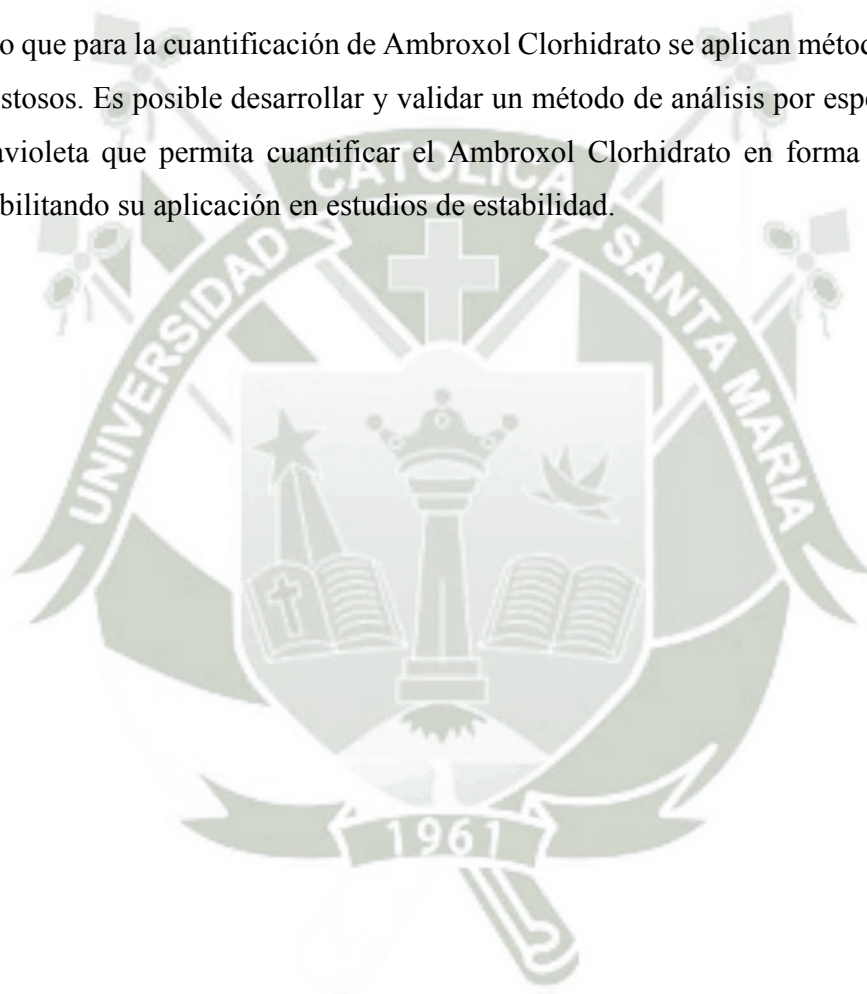 o que para la cuantificación de Ambroxol Clorhidrato se aplican métod
stosos. Es posible desarrollar y validar un método de análisis por espe
avioleta que permita cuantificar el Ambroxol Clorhidrato en forma
bilitando su aplicación en estudios de estabilidad.
CATOLICA
UNIVERSIDAD
SANTA MARIA
1961